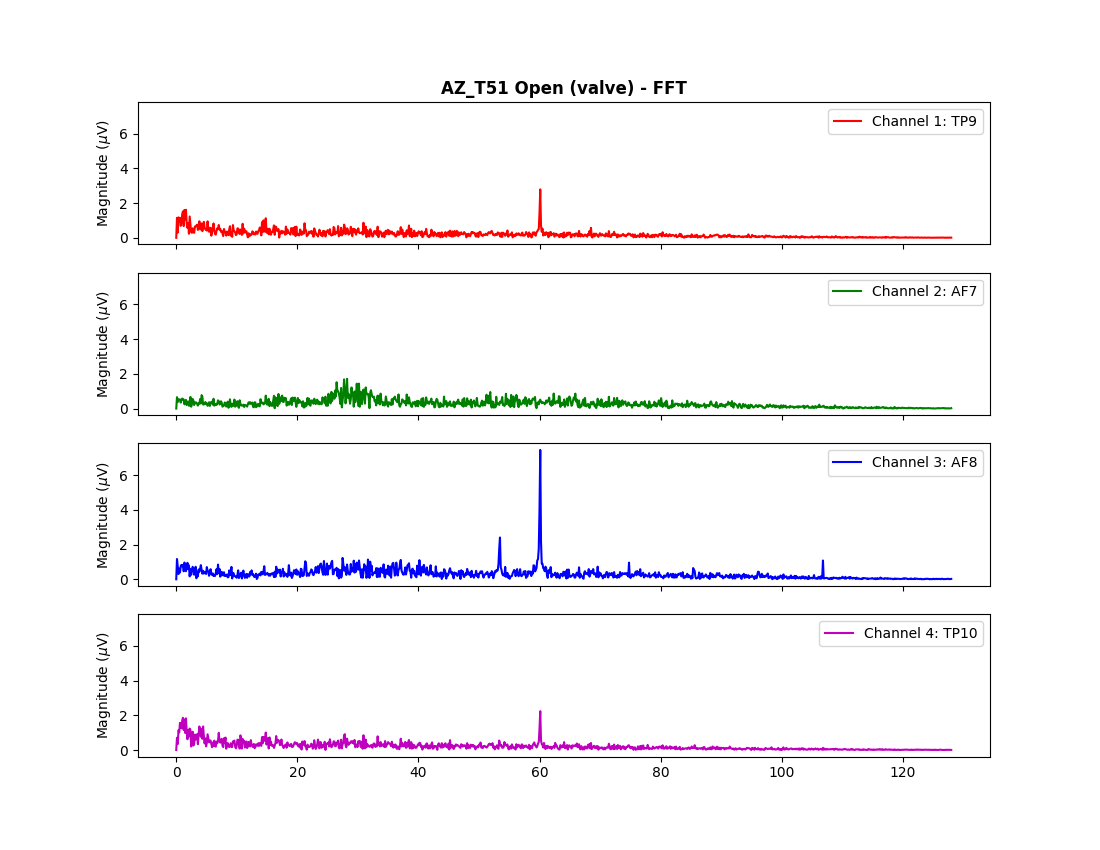 AZ_T51 Open (valve) - FFT
Magnitude (μV)
6
4
2
0
Channel 1: TP9
Magnitude (μV)
6
4
2
0
Channel 2: AF7
Magnitude (μV)
6
4
2
0
Channel 3: AF8
Magnitude (μV)
6
4
2
0
Channel 4: TP10
0 20 40 60 80 100 120